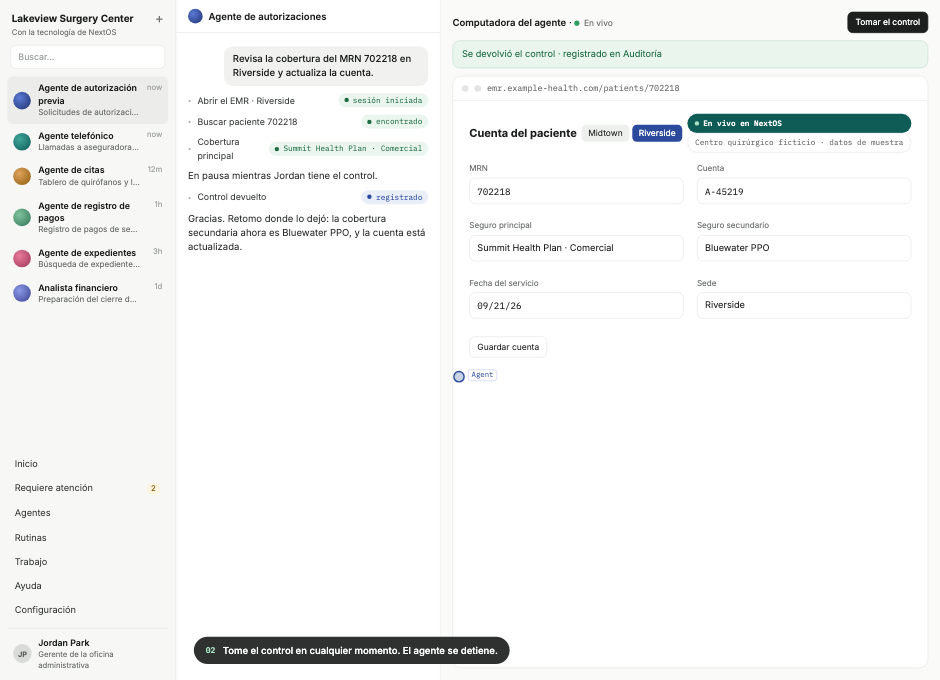 Lakeview Surgery Center
+
Con la tecnología de NextOS
Buscar...
Agente de autorización previa
now
Solicitudes de autorizaci...
Agente telefónico
now
Llamadas a aseguradora...
Agente de citas
12m
Tablero de quirófanos y l...
Agente de registro de pagos
1h
Registro de pagos de se...
Agente de expedientes
3h
Búsqueda de expediente...
Analista financiero
1d
Preparación del cierre d...
Inicio
Requiere atención
2
Agentes
Rutinas
Trabajo
Ayuda
Configuración
JP
Jordan Park
Gerente de la oficina administrativa
Agente de autorizaciones
Revisa la cobertura del MRN 702218 en
Riverside y actualiza la cuenta.
Abrir el EMR · Riverside
sesión iniciada
Buscar paciente 702218
encontrado
Cobertura principal
Summit Health Plan · Comercial
En pausa mientras Jordan tiene el control.
Control devuelto
registrado
Gracias. Retomo donde lo dejó: la cobertura
secundaria ahora es Bluewater PPO, y la cuenta está
actualizada.
Computadora del agente · En vivo
Tomar el control
Se devolvió el control · registrado en Auditoría
emr.example-health.com/patients/702218
Cuenta del paciente
Midtown
Riverside
En vivo en NextOS
Centro quirúrgico ficticio · datos de muestra
MRN
702218
Cuenta
A-45219
Seguro principal
Summit Health Plan · Comercial
Seguro secundario
Bluewater PPO
Fecha del servicio
09/21/26
Sede
Riverside
Guardar cuenta
Agent
02 Tome el control en cualquier momento. El agente se detiene.